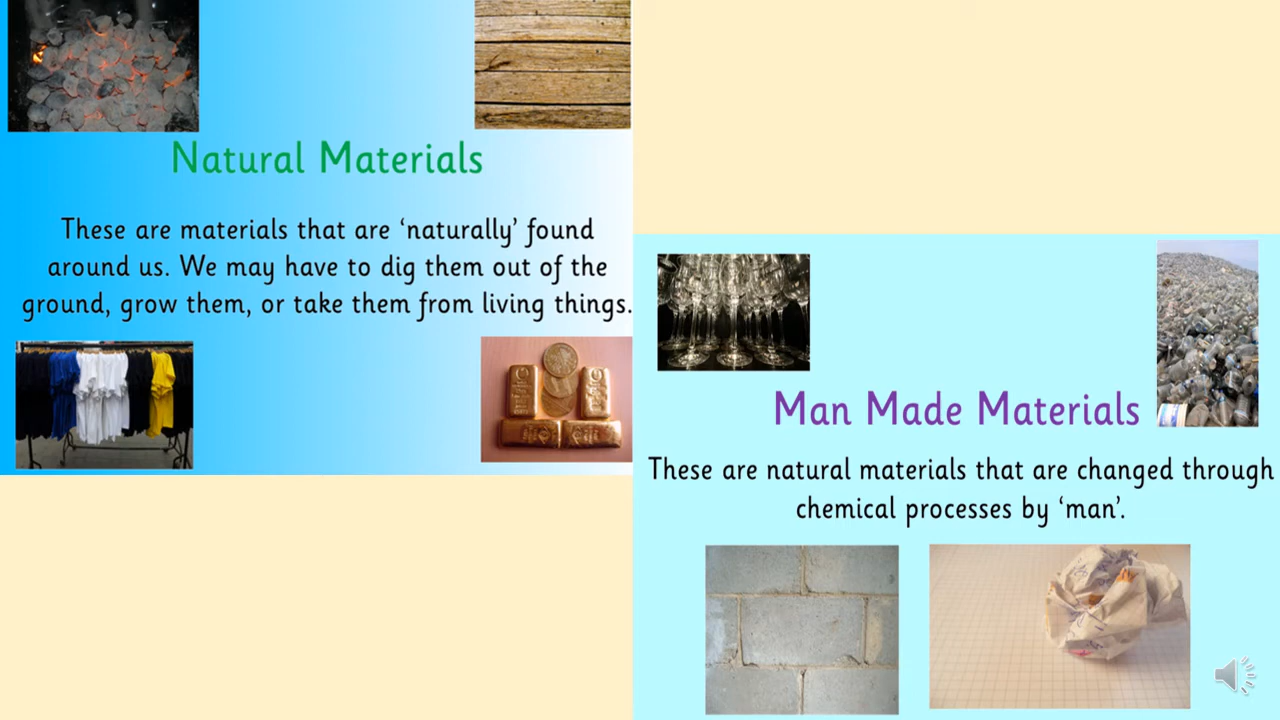 Natural Materials
These are materials that are ‘naturally’ found
around us. We may have to dig them out of the
ground, grow them, or take them from living things.
Man Made Materials
These are natural materials that are changed through
chemical processes by ‘man’.